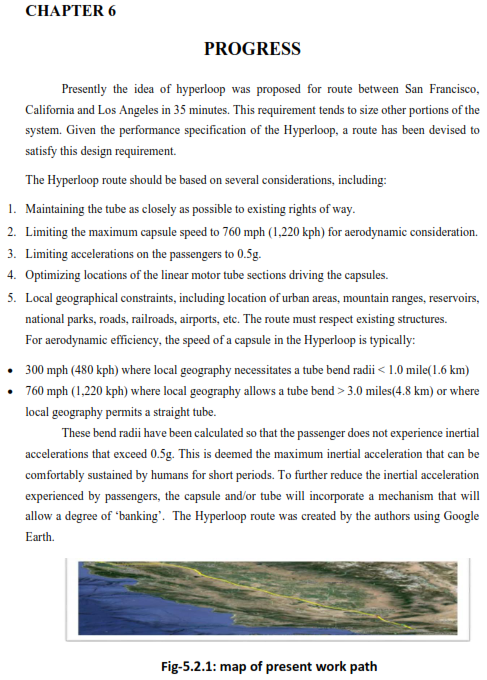 CHAPTER 6
PROGRESS
Presently the idea of hyperloop was proposed for route between San Francisco,
California and Los Angeles in 35 minutes. This requirement tends to size other portions of the
system. Given the performance specification of the Hyperloop, a route has been devised to
satisfy this design requirement.
The Hyperloop route should be based on several considerations, including:
1. Maintaining the tube as closely as possible to existing rights of way.
2. Limiting the maximum capsule speed to 760 mph (1,220 kph) for aerodynamic consideration.
3. Limiting accelerations on the passengers to 0.5g.
4. Optimizing locations of the linear motor tube sections driving the capsules.
5. Local geographical constraints, including location of urban areas, mountain ranges, reservoirs,
national parks, roads, railroads, airports, etc. The route must respect existing structures.
For aerodynamic efficiency, the speed of a capsule in the Hyperloop is typically:
• 300 mph (480 kph) where local geography necessitates a tube bend radii < 1.0 mile(1.6 km)
• 760 mph (1,220 kph) where local geography allows a tube bend > 3.0 miles(4.8 km) or where
local geography permits a straight tube.
These bend radii have been calculated so that the passenger does not experience inertial
accelerations that exceed 0.5g. This is deemed the maximum inertial acceleration that can be
comfortably sustained by humans for short periods. To further reduce the inertial acceleration
experienced by passengers, the capsule and/or tube will incorporate a mechanism that will
allow a degree of ‘banking’. The Hyperloop route was created by the authors using Google
Earth.
Fig-5.2.1: map of present work path